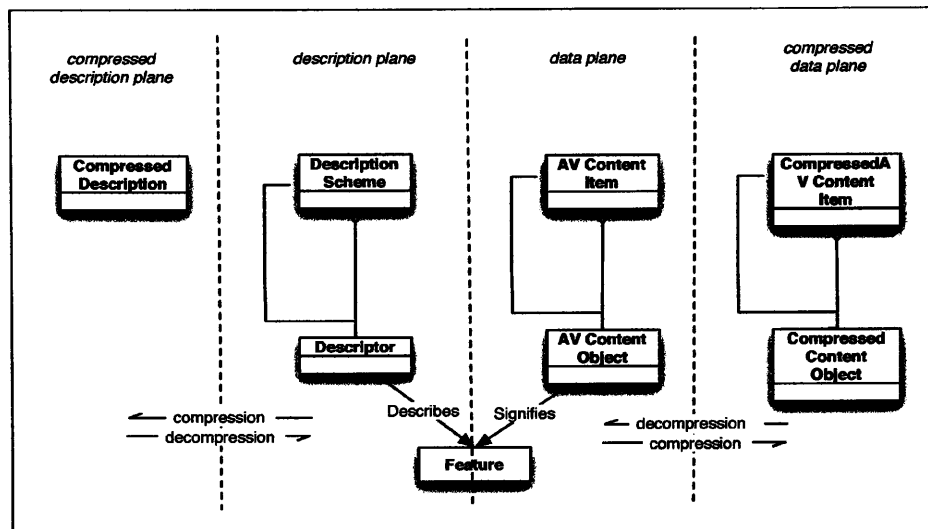 compressed
description plane
description plane
data plane
compressed
data plane
Compressed
Description
Description
Scheme
AV Content
Item
CompressedA
V Content
Item
Descriptor
AV Content
Object
Compressed
Content
Object
Describes
Signifies
compression
decompression
decompression
compression
Feature